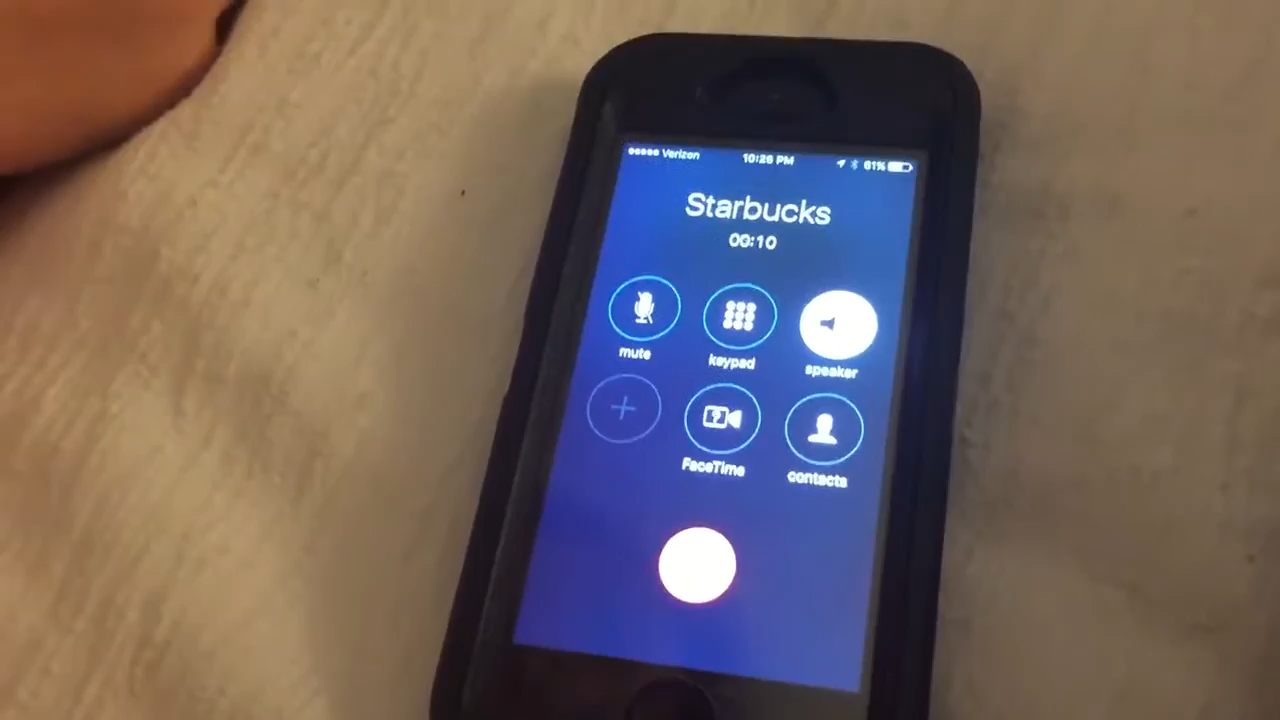 Verizon 10:26 PM 61%
Starbucks
00:10
mute keypad speaker
FaceTime contacts